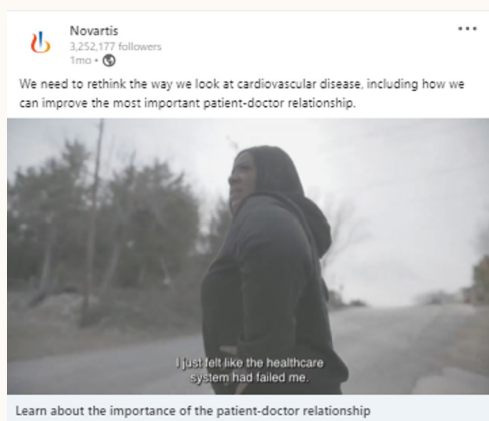 Novartis
3,252,177 followers
1mo •
We need to rethink the way we look at cardiovascular disease, including how we
can improve the most important patient-doctor relationship.
I just felt like the healthcare
system had failed me.
Learn about the importance of the patient-doctor relationship